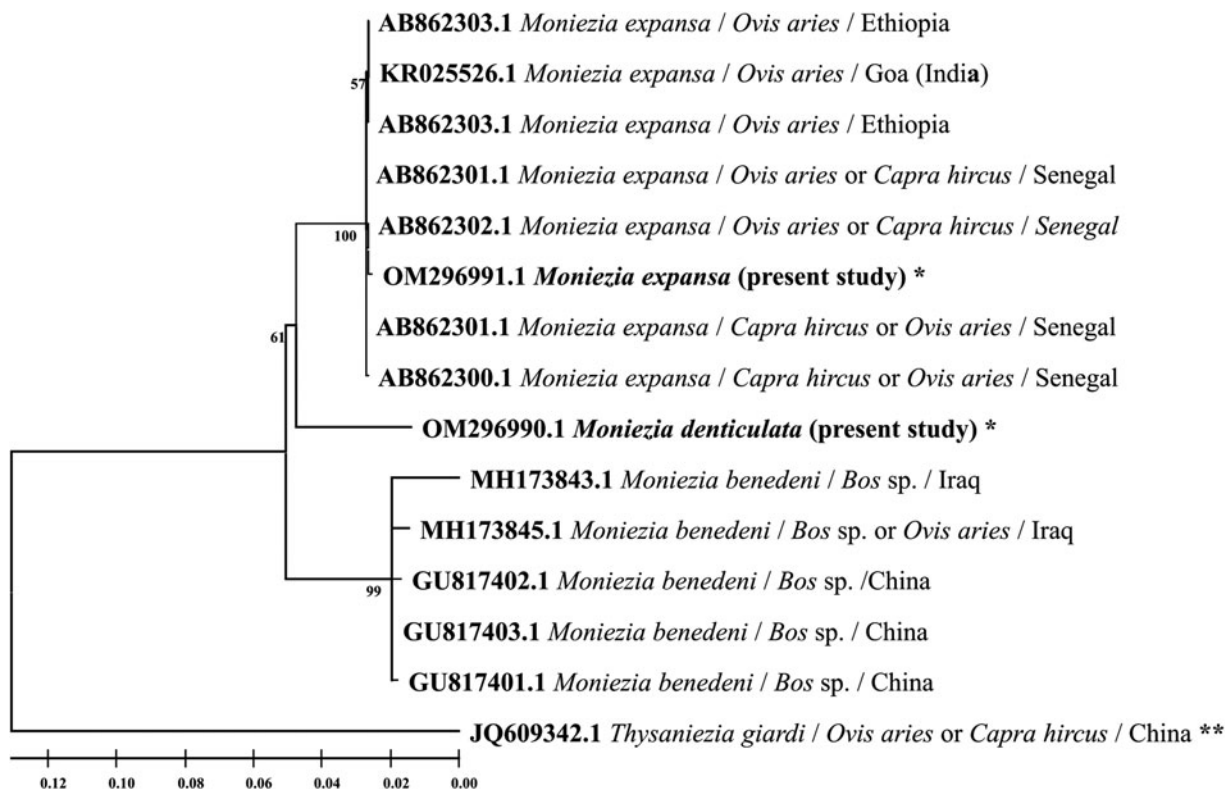 AB862303.1 Moniezia expansa / Ovis aries / Ethiopia
57
KR025526.1 Moniezia expansa / Ovis aries / Goa (India)
AB862303.1 Moniezia expansa / Ovis aries / Ethiopia
AB862301.1 Moniezia expansa / Ovis aries or Capra hircus / Senegal
100
AB862302.1 Moniezia expansa / Ovis aries or Capra hircus / Senegal
OM296991.1 Moniezia expansa (present study) *
61
AB862301.1 Moniezia expansa / Capra hircus or Ovis aries / Senegal
AB862300.1 Moniezia expansa / Capra hircus or Ovis aries / Senegal
OM296990.1 Moniezia denticulata (present study) *
MH173843.1 Moniezia benedeni / Bos sp. / Iraq
MH173845.1 Moniezia benedeni / Bos sp. or Ovis aries / Iraq
99
GU817402.1 Moniezia benedeni / Bos sp. /China
GU817403.1 Moniezia benedeni / Bos sp. / China
GU817401.1 Moniezia benedeni / Bos sp. / China
JQ609342.1 Thysaniezia giardi / Ovis aries or Capra hircus / China **
0.12 0.10 0.08 0.06 0.04 0.02 0.00